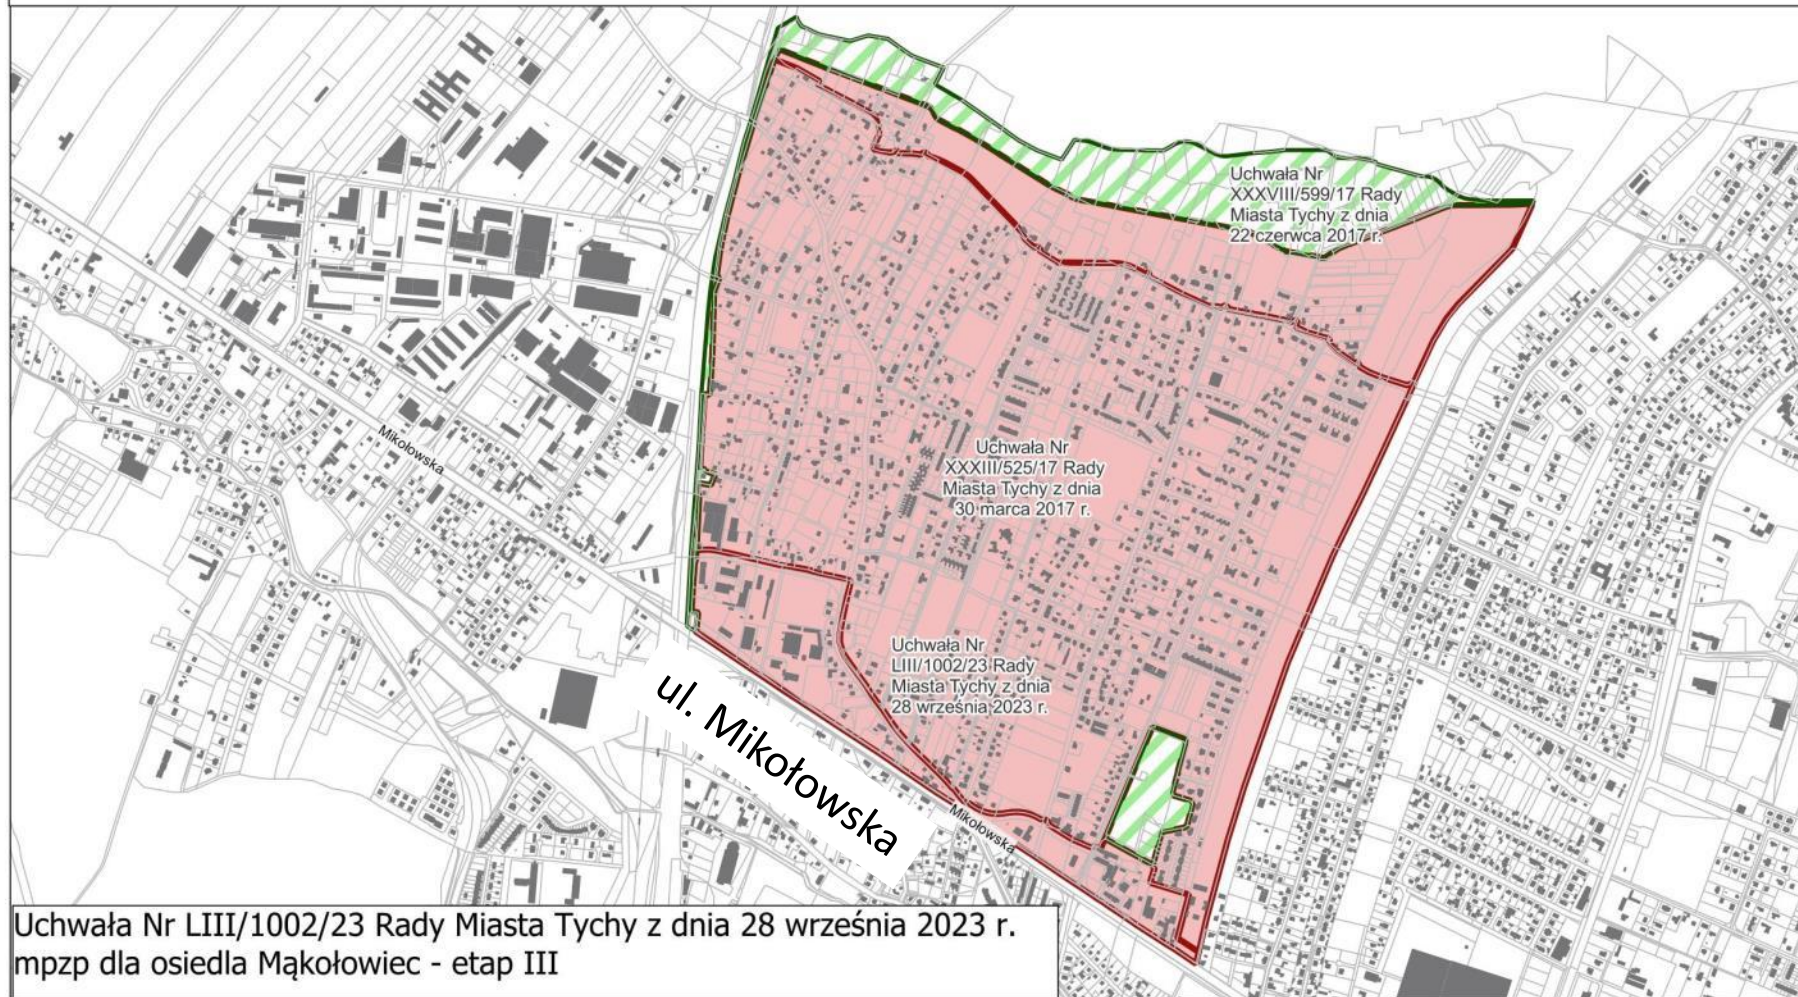 Uchwała Nr
XXXVIII/599/17 Rady
Miasta Tychy z dnia
22 czerwca 2017 r.
Mikołowska
Uchwała Nr
XXXIII/525/17 Rady
Miasta Tychy z dnia
30 marca 2017 r.
Uchwała Nr
LIII/1002/23 Rady
Miasta Tychy z dnia
28 września 2023 r.
ul. Mikołowska
Mikołowska
Uchwała Nr LIII/1002/23 Rady Miasta Tychy z dnia 28 września 2023 r.
mpzp dla osiedla Mąkołowiec - etap III